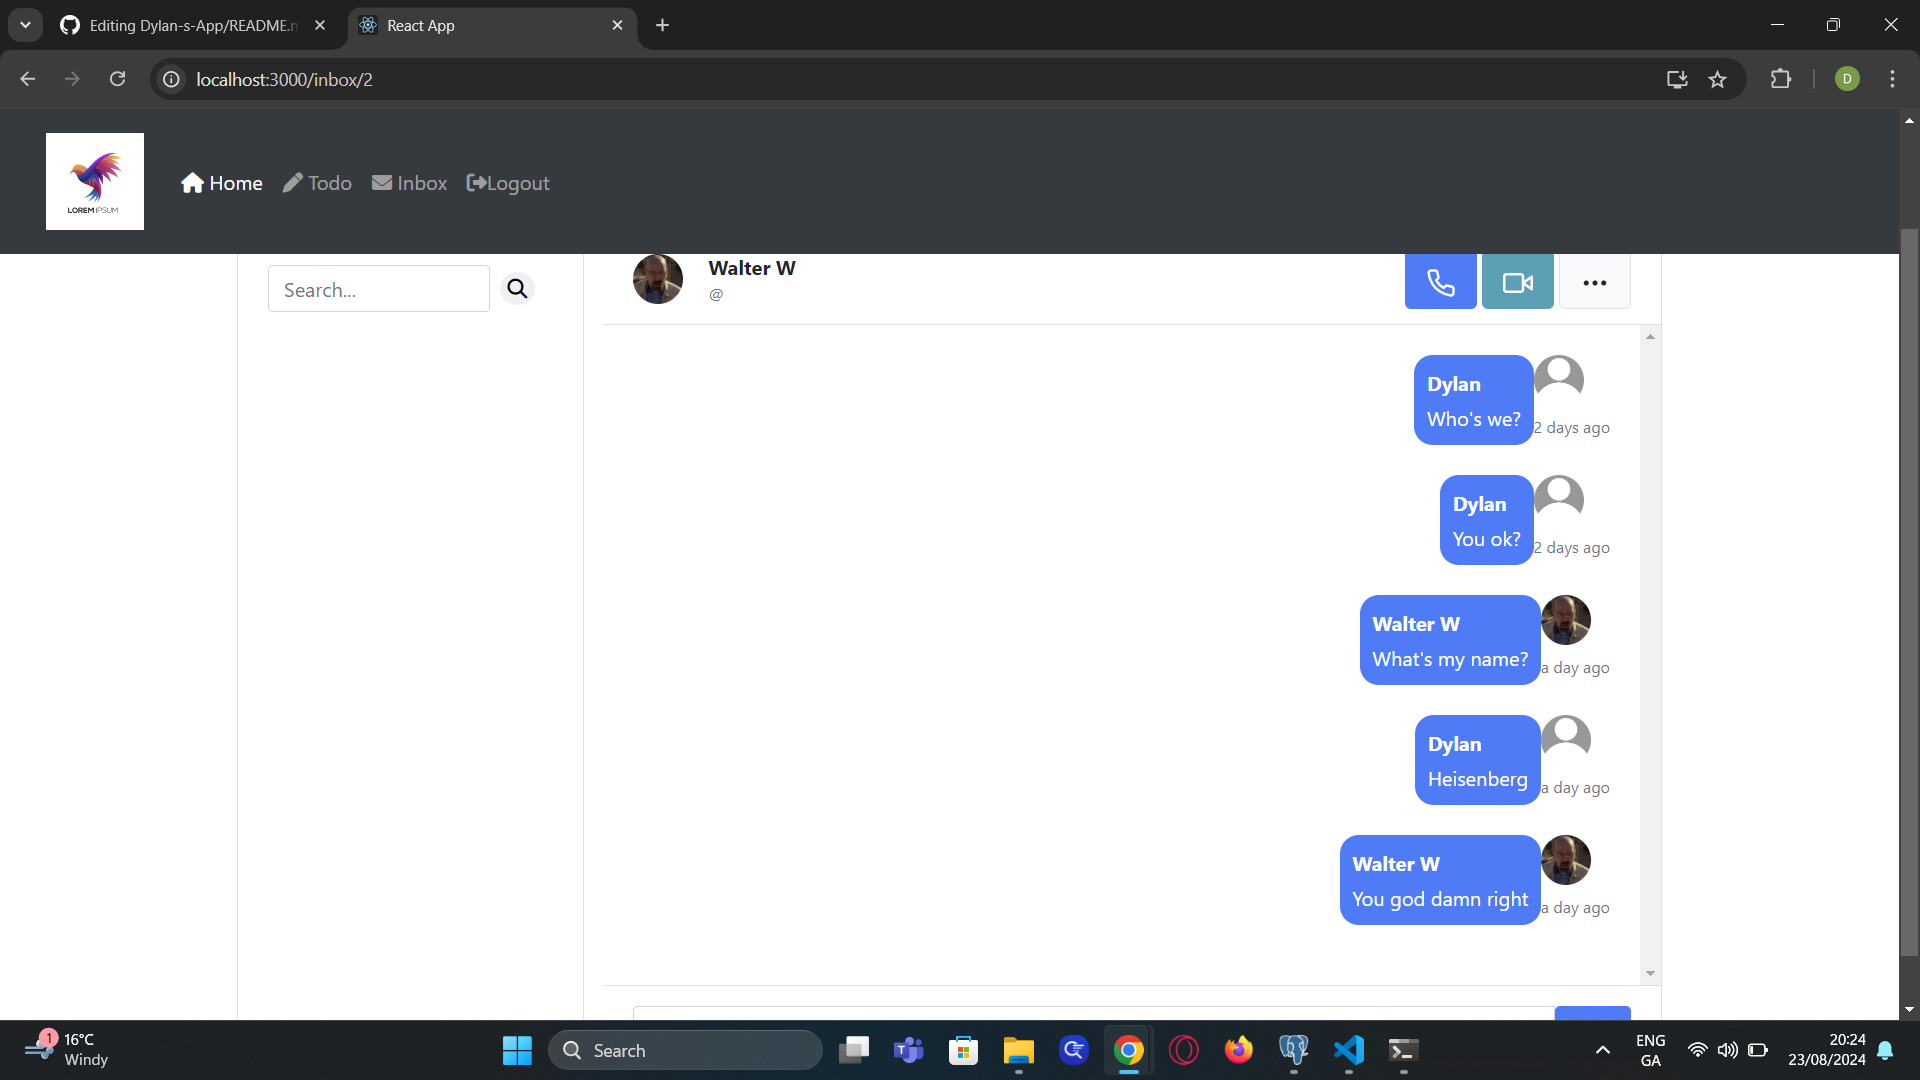 Editing Dylan-s-App/README.m
React App
localhost:3000/inbox/2
D
LOREM IPSUM
Home
Todo
Inbox
Logout
Search...
Walter W
@
Dylan
Who's we?
2 days ago
Dylan
You ok?
2 days ago
Walter W
What's my name?
a day ago
Dylan
Heisenberg
a day ago
Walter W
You god damn right
a day ago
1
16°C
Windy
Search
ENG
GA
20:24
23/08/2024